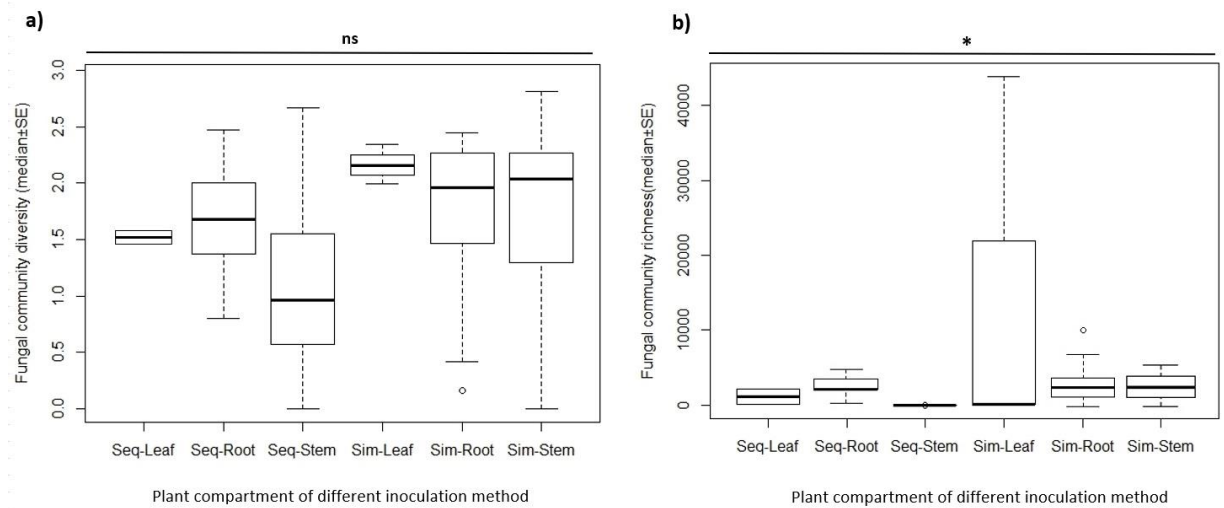 a)
ns
Fungal community diversity (median±SE)
3.0
2.5
2.0
1.5
1.0
0.5
0.0
Seq-Leaf Seq-Root Seq-Stem Sim-Leaf Sim-Root Sim-Stem
Plant compartment of different inoculation method
b)
*
Fungal community richness(median±SE)
40000
30000
20000
10000
0
Seq-Leaf Seq-Root Seq-Stem Sim-Leaf Sim-Root Sim-Stem
Plant compartment of different inoculation method